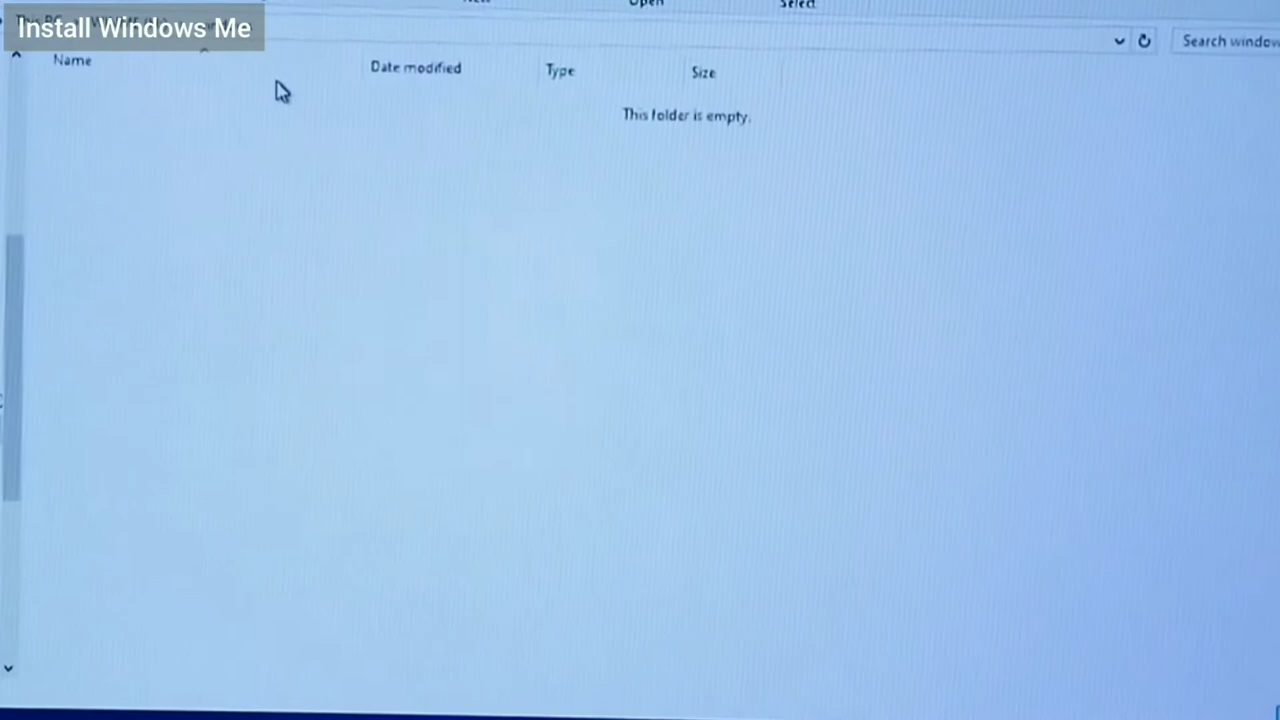 Open
Select
Install Windows Me
Search window
Name
Date modified
Type
Size
This folder is empty.